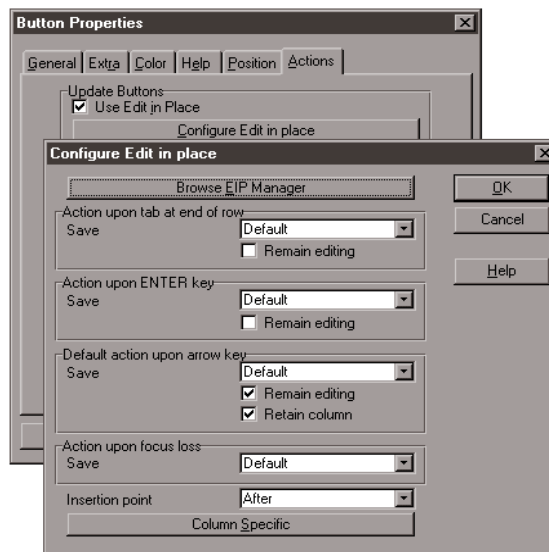 Button Properties
General Extra Color Help Position Actions
Update Buttons
Use Edit in Place
Configure Edit in place
Configure Edit in place
Browse EIP Manager
OK
Cancel
Help
Action upon tab at end of row
Save Default
Remain editing
Action upon ENTER key
Save Default
Remain editing
Default action upon arrow key
Save Default
Remain editing
Retain column
Action upon focus loss
Save Default
Insertion point After
Column Specific